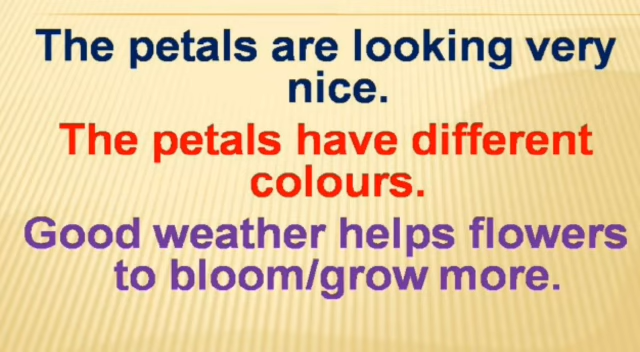 The petals are looking very
nice.
The petals have different
colours.
Good weather helps flowers
to bloom/grow more.